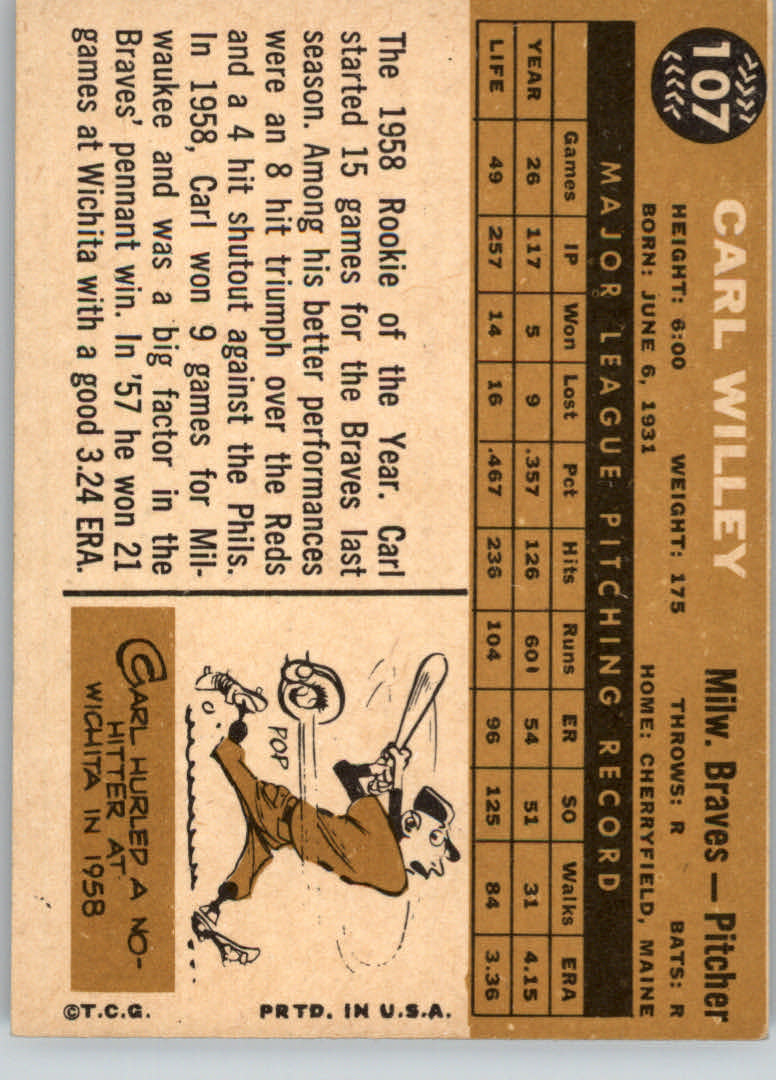 107
CARL WILLEY
Milw. Braves — Pitcher
HEIGHT: 6:00 WEIGHT: 175 THROWS: R BATS: R
BORN: JUNE 6, 1931 HOME: CHERRYFIELD, MAINE
MAJOR LEAGUE PITCHING RECORD
Games IP Won Lost Pct Hits Runs ER SO Walks ERA
YEAR 26 117 5 9 .357 126 60 54 51 31 4.15
LIFE 49 257 14 16 .467 236 104 96 125 84 3.36
The 1958 Rookie of the Year. Carl
started 15 games for the Braves last
season. Among his better performances
were an 8 hit triumph over the Reds
and a 4 hit shutout against the Phils.
In 1958, Carl won 9 games for Mil-
waukee and was a big factor in the
Braves' pennant win. In '57 he won 21
games at Wichita with a good 3.24 ERA.
POP
CARL HURLED A NO-
HITTER AT
WICHITA IN 1958
©T.C.G.
PRTD. IN U.S.A.